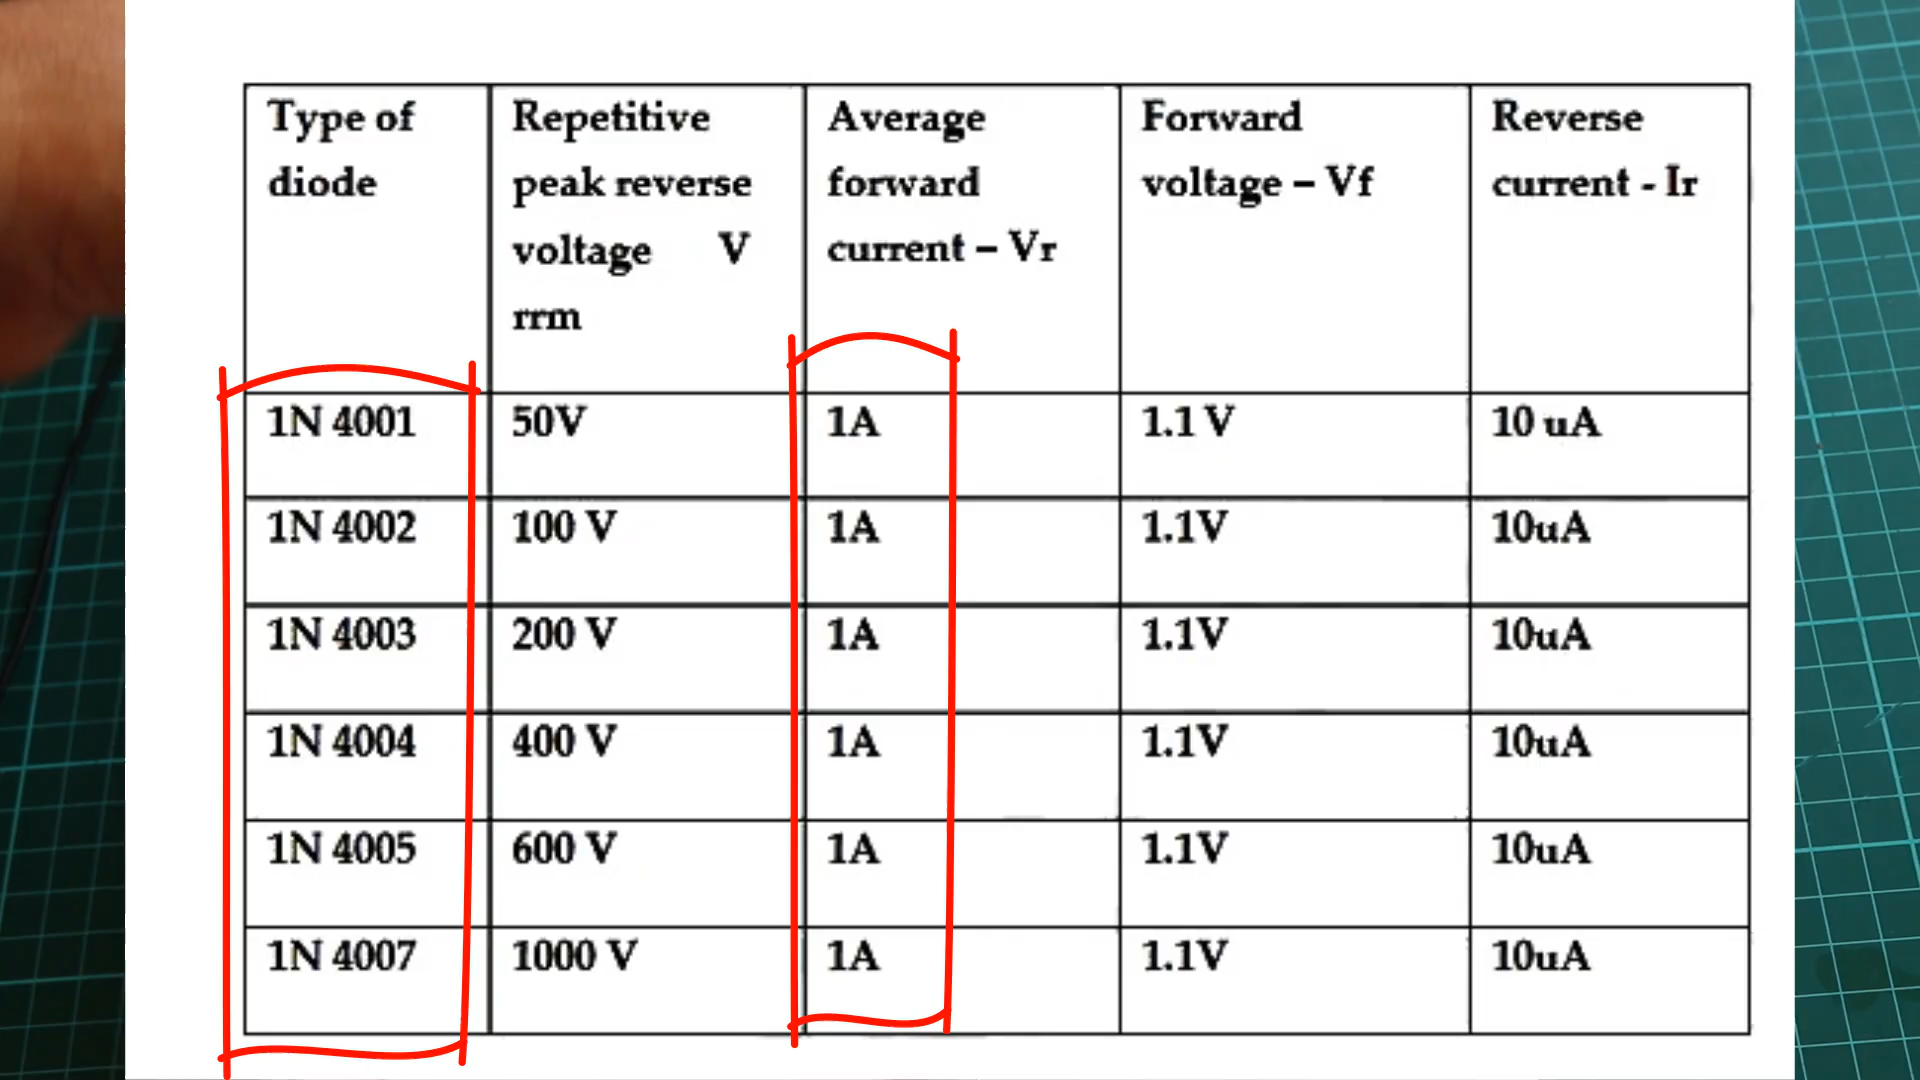 Type of diode
Repetitive peak reverse voltage V rrm
Average forward current – Vr
Forward voltage – Vf
Reverse current - Ir
1N 4001 50V 1A 1.1 V 10 uA
1N 4002 100 V 1A 1.1V 10uA
1N 4003 200 V 1A 1.1V 10uA
1N 4004 400 V 1A 1.1V 10uA
1N 4005 600 V 1A 1.1V 10uA
1N 4007 1000 V 1A 1.1V 10uA